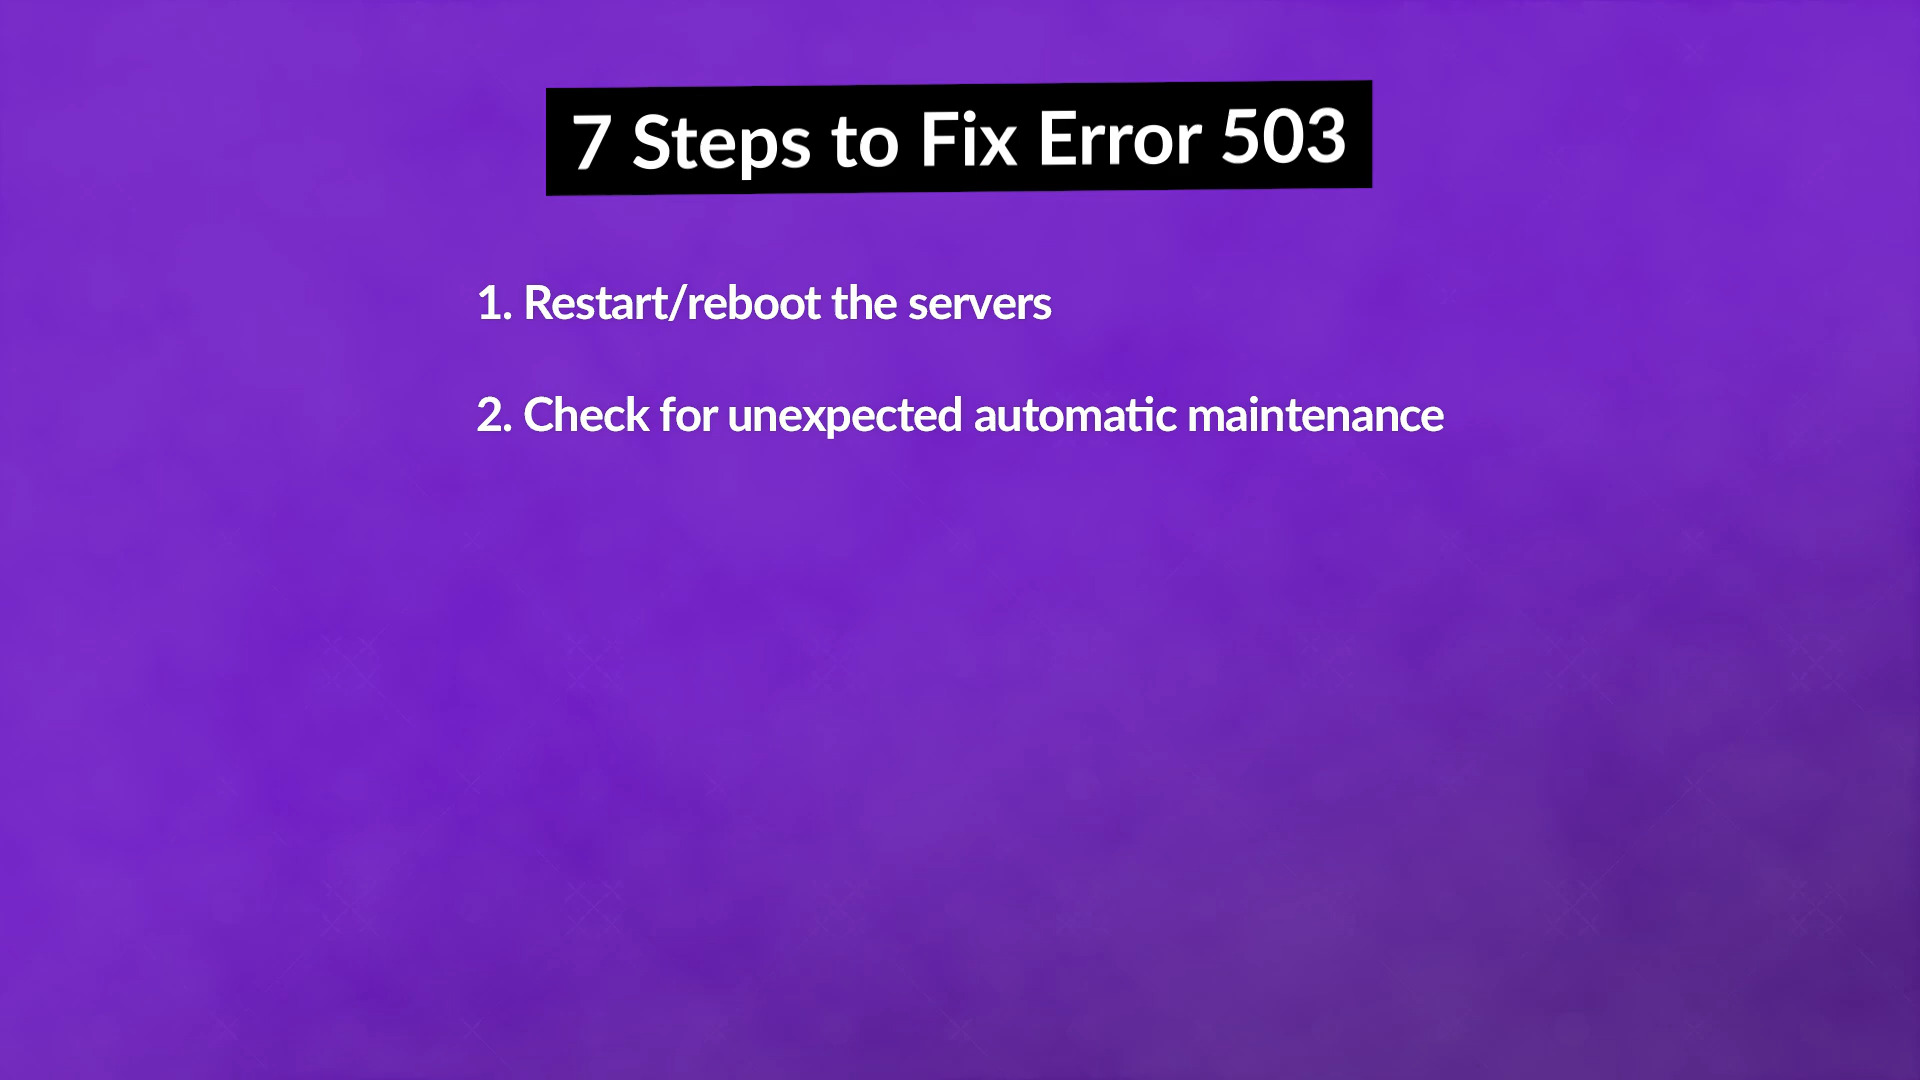 7 Steps to Fix Error 503
1. Restart/reboot the servers
2. Check for unexpected automatic maintenance